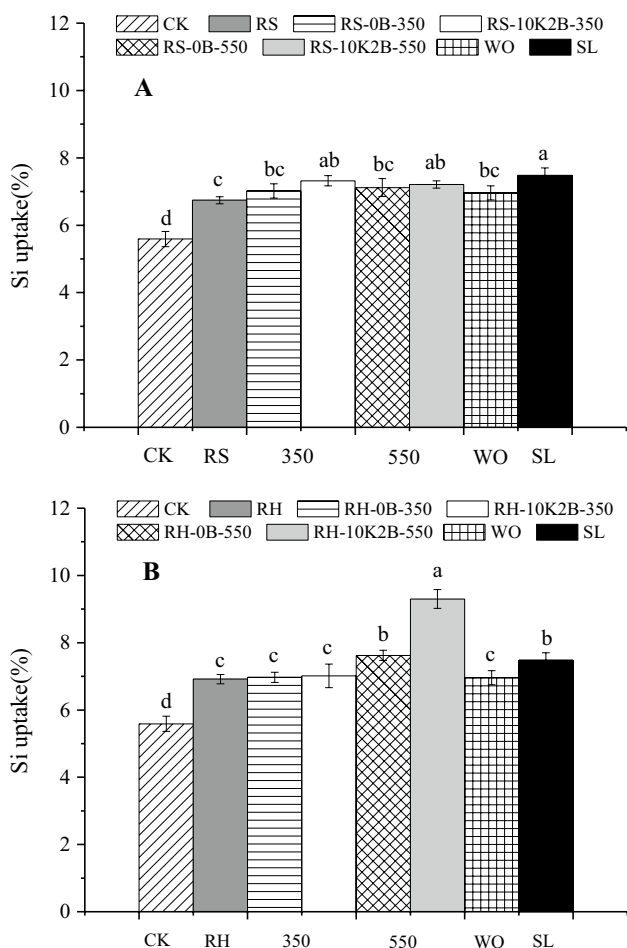 CK RS RS-0B-350 RS-10K2B-350
RS-0B-550 RS-10K2B-550 WO SL
A
12
10
8
6
4
2
0
Si uptake(%)
d c bc ab bc ab bc a
CK RS 350 550 WO SL
CK RH RH-0B-350 RH-10K2B-350
RH-0B-550 RH-10K2B-550 WO SL
B
12
10
8
6
4
2
0
Si uptake(%)
d c c c b a c b
CK RH 350 550 WO SL